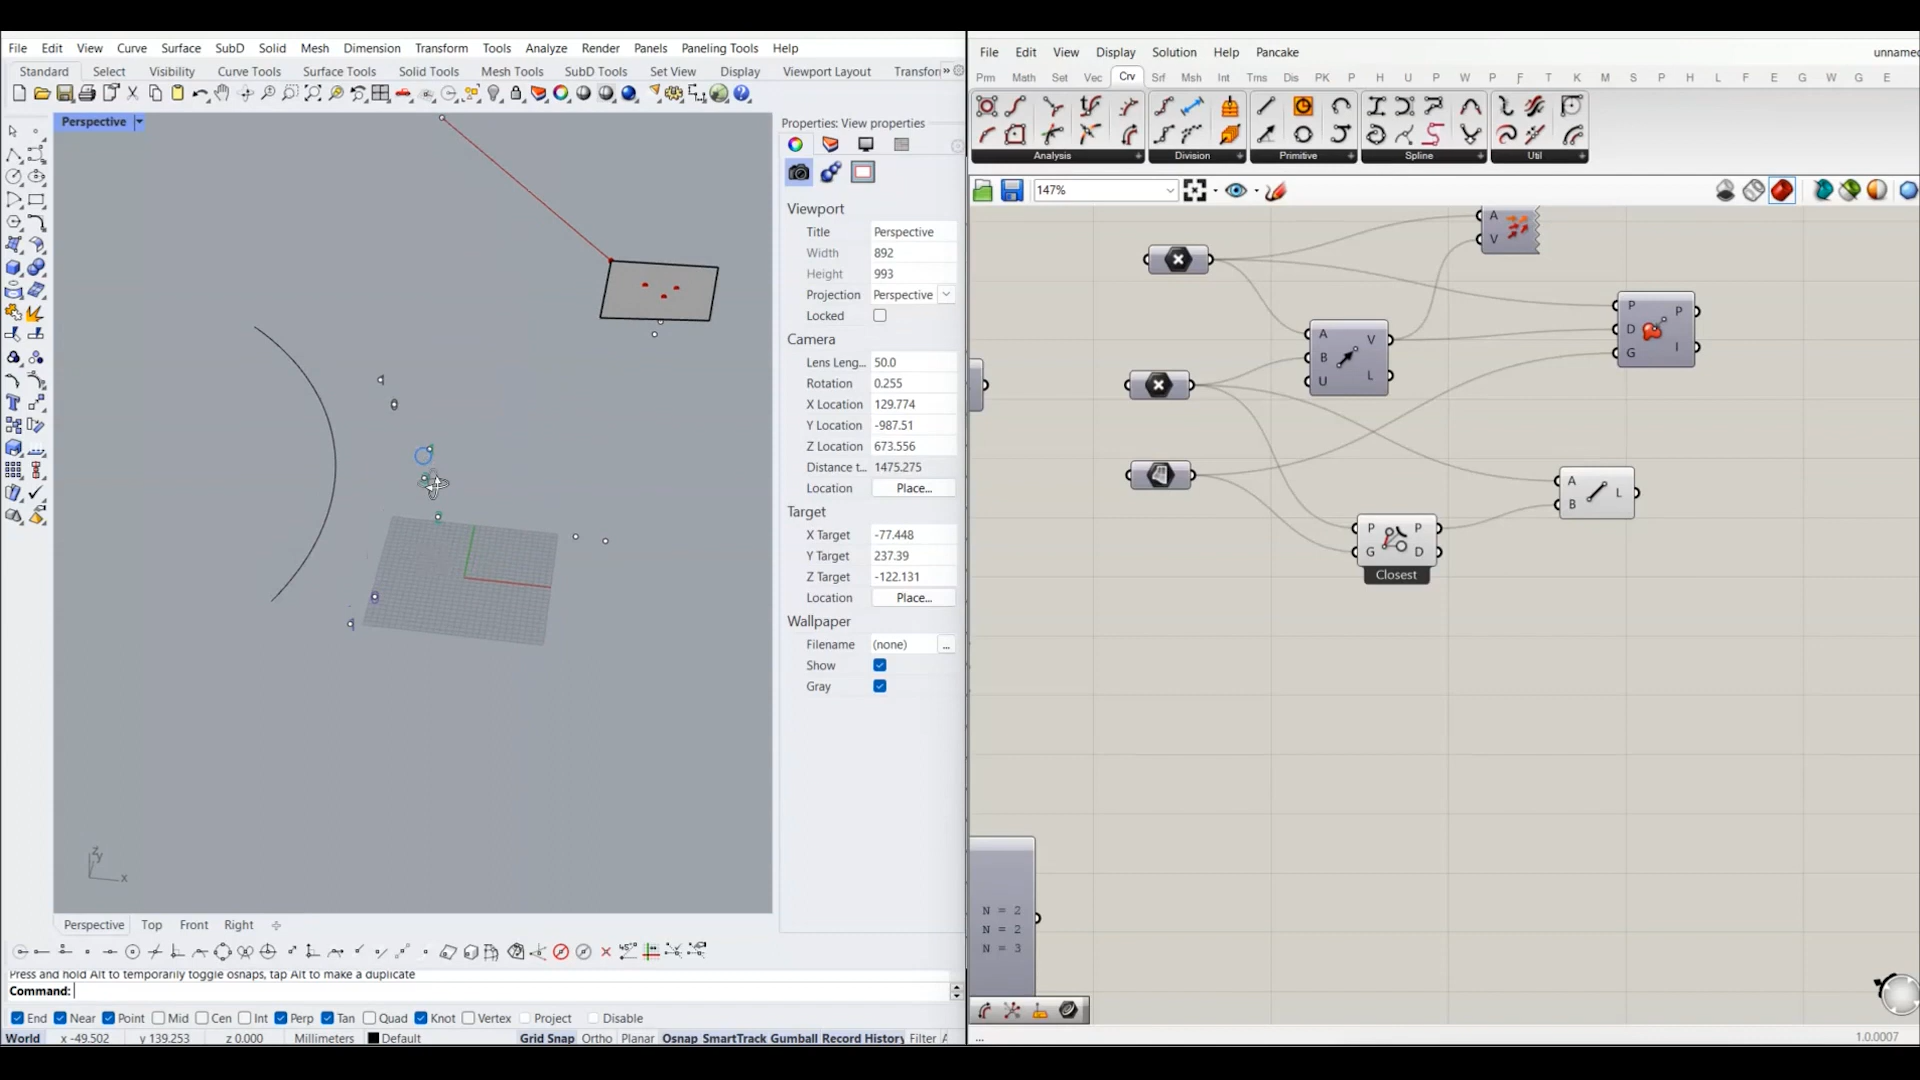 File Edit View Curve Surface SubD Solid Mesh Dimension Transform Tools Analyze Render Panels Paneling Tools Help
Standard Select Visibility Curve Tools Surface Tools Solid Tools Mesh Tools SubD Tools Set View Display Viewport Layout Transfor »
Perspective
Properties: View properties
Viewport
Title Perspective
Width 892
Height 993
Projection Perspective
Locked
Camera
Lens Leng... 50.0
Rotation 0.255
X Location 129.774
Y Location -987.51
Z Location 673.556
Distance t... 1475.275
Location Place...
Target
X Target -77.448
Y Target 237.39
Z Target -122.131
Location Place...
Wallpaper
Filename (none) ...
Show
Gray
z y x
Perspective Top Front Right
Press and hold Alt to temporarily toggle osnaps, tap Alt to make a duplicate
Command:
End Near Point Mid Cen Int Perp Tan Quad Knot Vertex Project Disable
World x -49.502 y 139.253 z 0.000 Millimeters Default Grid Snap Ortho Planar Osnap SmartTrack Gumball Record History Filter
File Edit View Display Solution Help Pancake unnamed
Prm Math Set Vec Crv Srf Msh Int Trns Dis PK P H U P W P F T K M S P H L F E G W G E
Analysis Division Primitive Spline Util
147%
A
V
P P
D
G I
A V
B
U L
A
B L
P P
G D
Closest
N = 2
N = 2
N = 3
... 1.0.0007